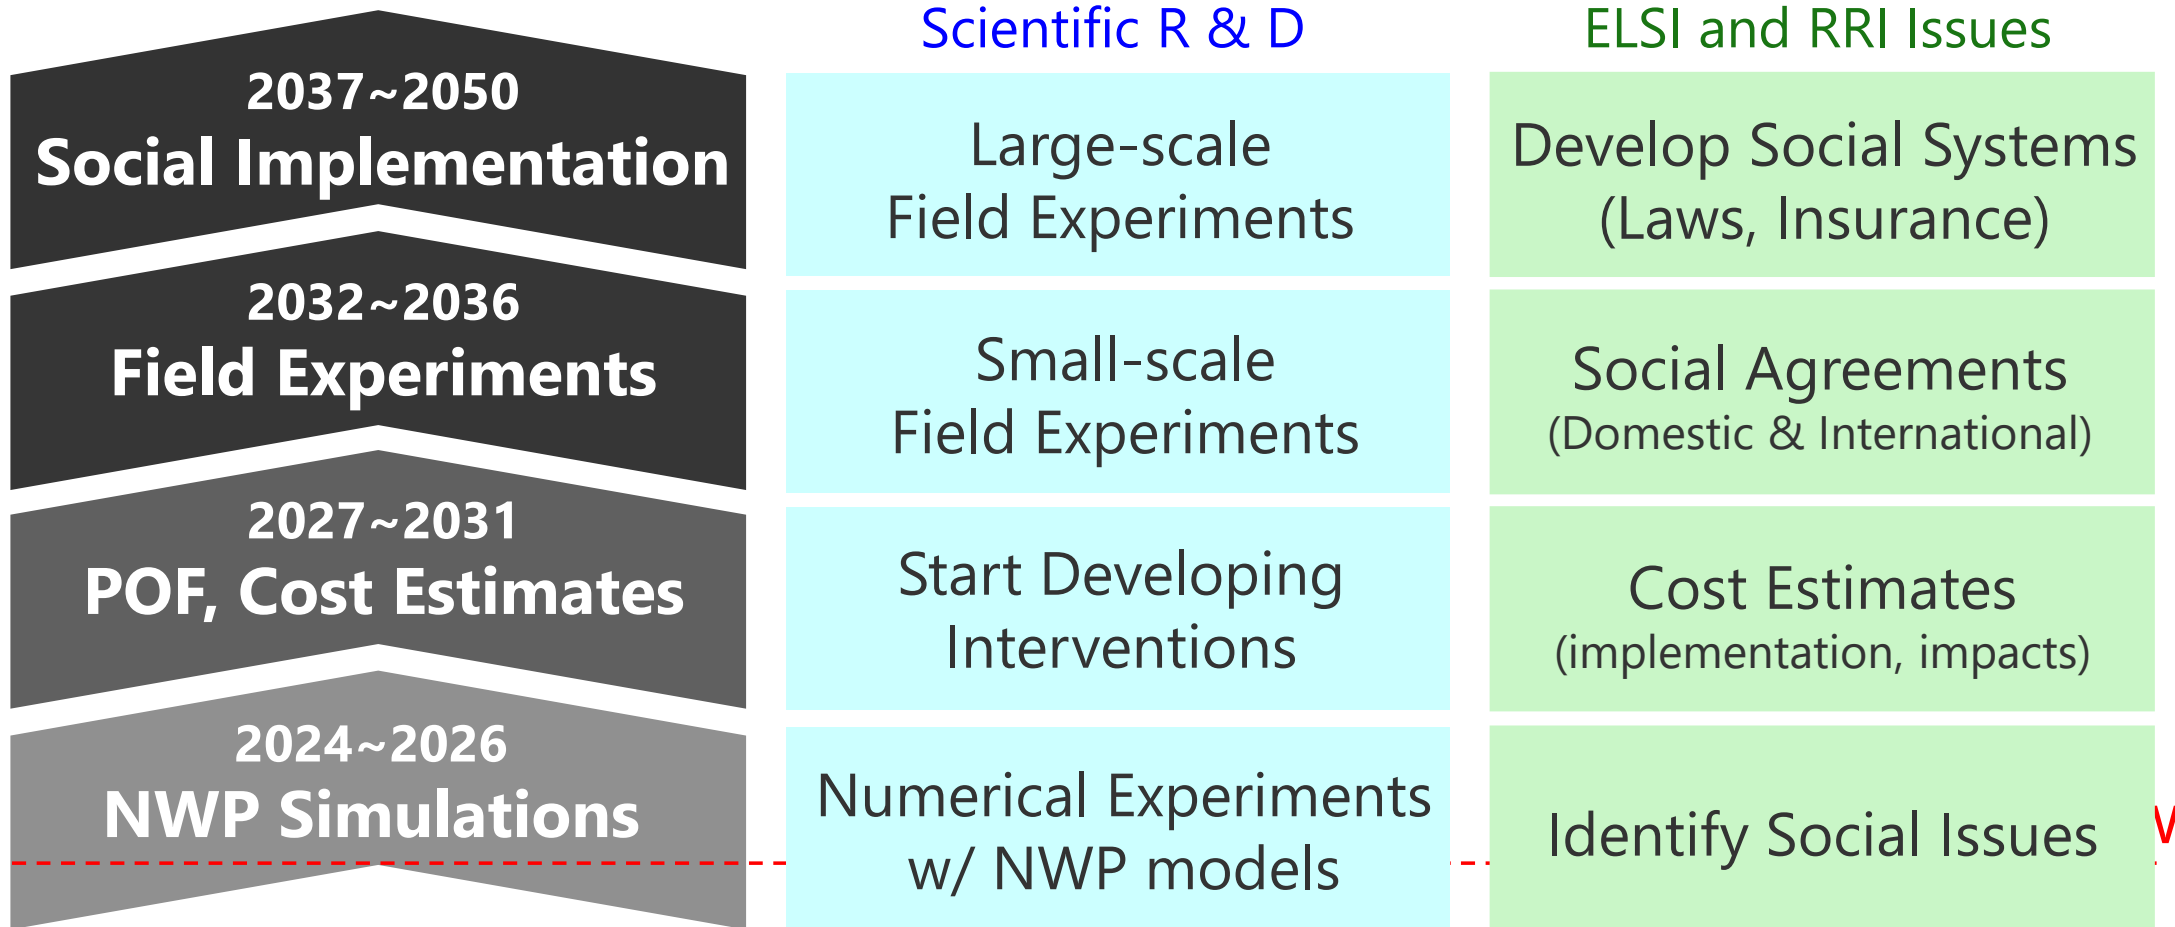 Scientific R & D
ELSI and RRI Issues
2037~2050
Social Implementation
Large-scale
Field Experiments
Develop Social Systems
(Laws, Insurance)
2032~2036
Field Experiments
Small-scale
Field Experiments
Social Agreements
(Domestic & International)
2027~2031
POF, Cost Estimates
Start Developing
Interventions
Cost Estimates
(implementation, impacts)
2024~2026
NWP Simulations
Numerical Experiments
w/ NWP models
Identify Social Issues